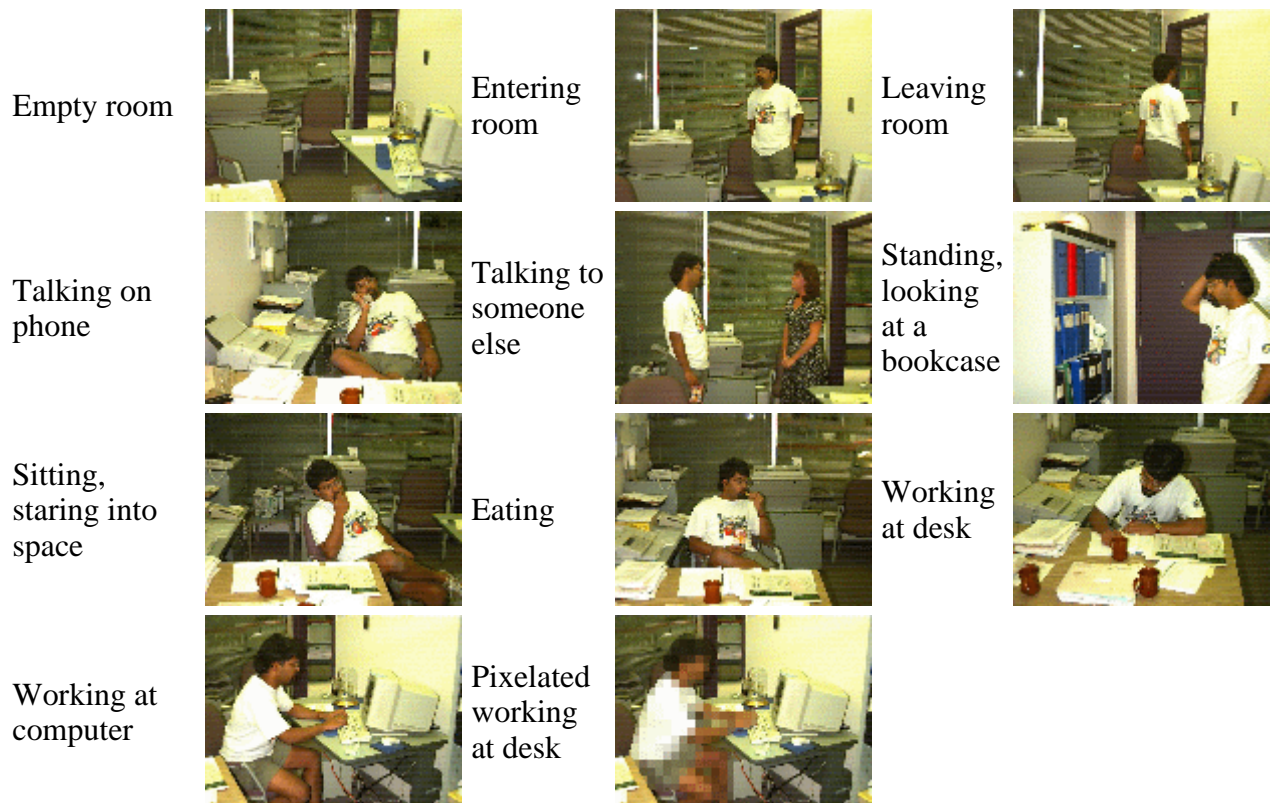 Empty room
Entering
room
Leaving
room
Talking on
phone
Talking to
someone
else
Standing,
looking
at a
bookcase
Sitting,
staring into
space
Eating
Working
at desk
Working at
computer
Pixelated
working
at desk